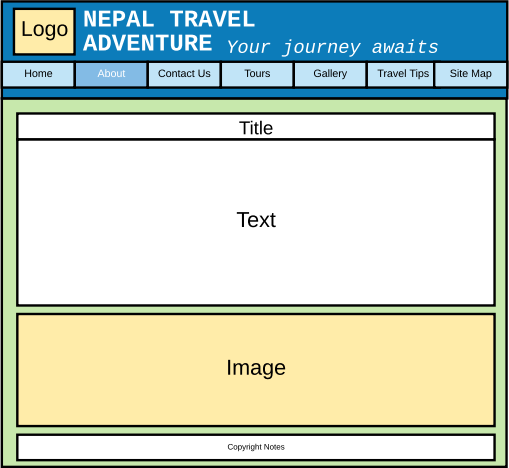 Logo
NEPAL TRAVEL
ADVENTURE Your journey awaits
Home About Contact Us Tours Gallery Travel Tips Site Map
Title
Text
Image
Copyright Notes